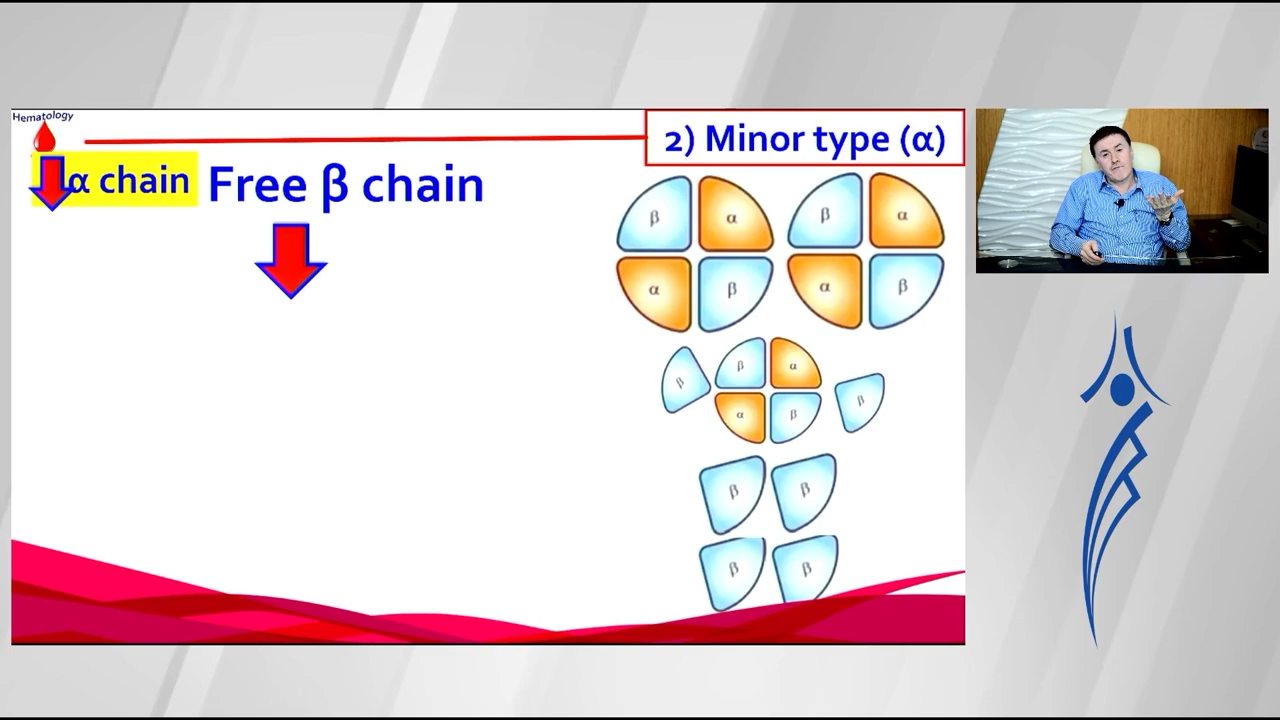 Hematology
2) Minor type (α)
α chain
Free β chain
β α β α
α β α β
β β α β
α β
β β
β β